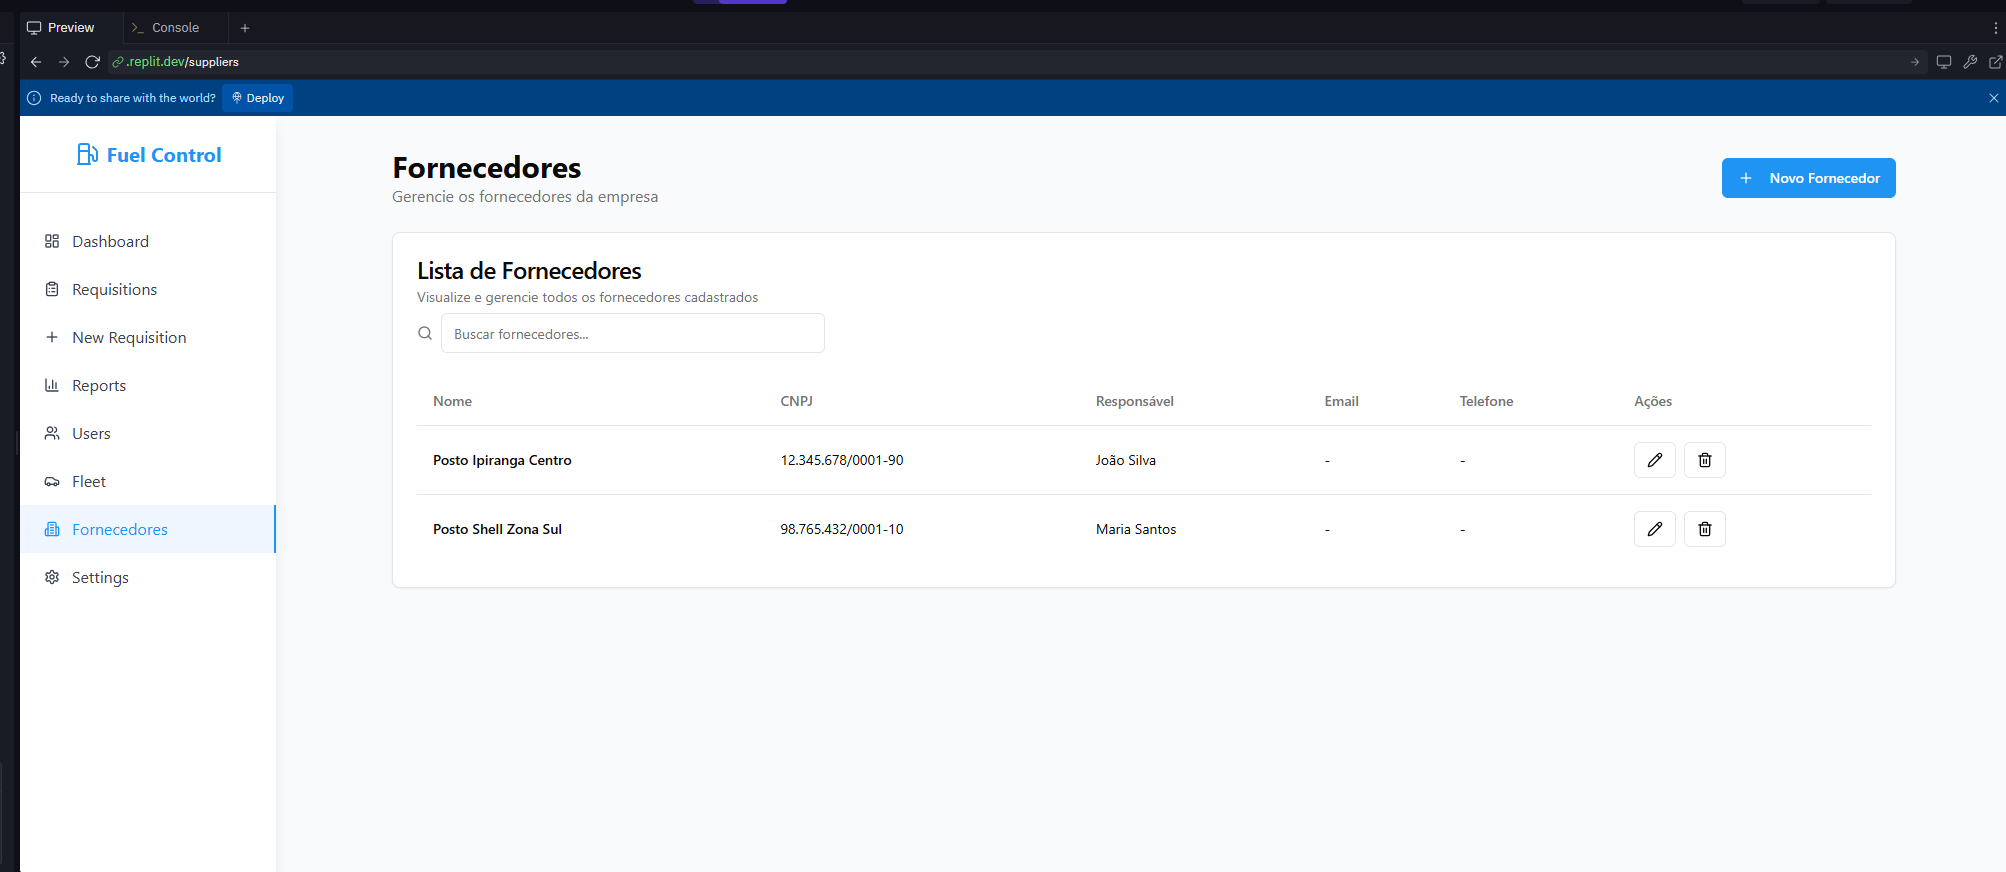 Preview
Console
.replit.dev/suppliers
Ready to share with the world? Deploy
Fuel Control
Dashboard
Requisitions
New Requisition
Reports
Users
Fleet
Fornecedores
Settings
Fornecedores
Gerencie os fornecedores da empresa
Novo Fornecedor
Lista de Fornecedores
Visualize e gerencie todos os fornecedores cadastrados
Buscar fornecedores...
Nome CNPJ Responsável Email Telefone Ações
Posto Ipiranga Centro 12.345.678/0001-90 João Silva - -
Posto Shell Zona Sul 98.765.432/0001-10 Maria Santos - -